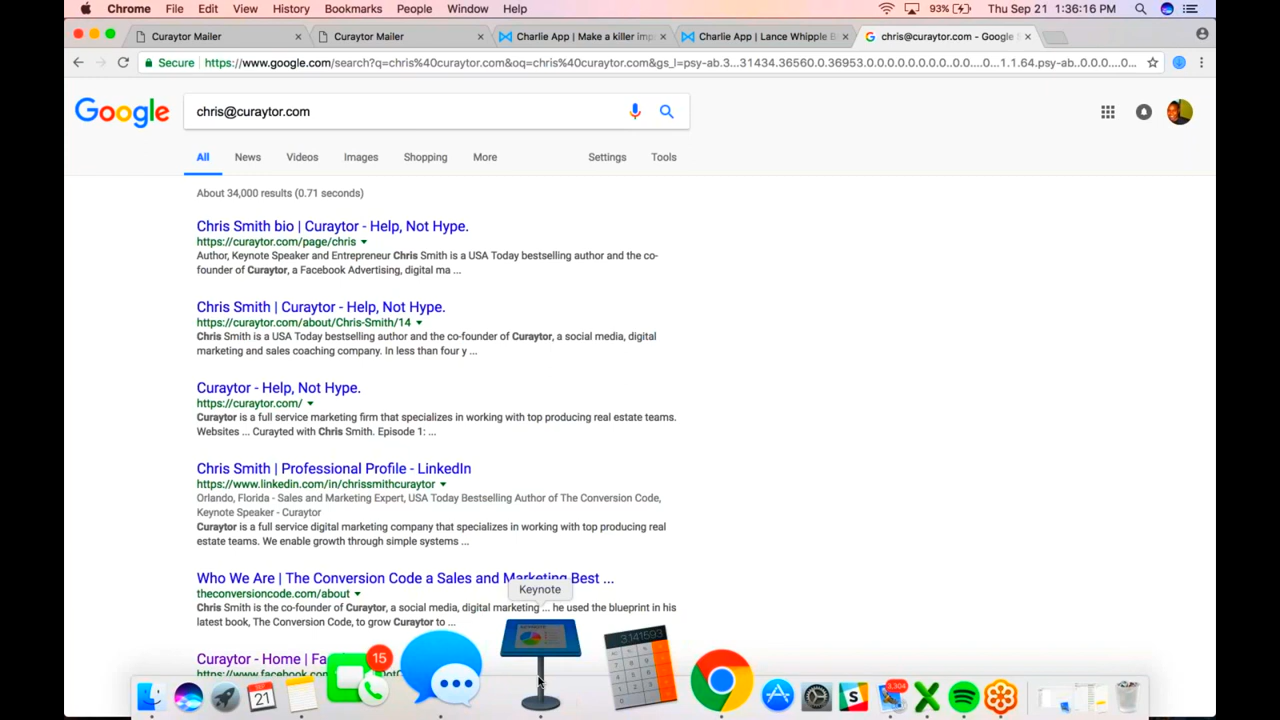 Chrome File Edit View History Bookmarks People Window Help 93% Thu Sep 21 1:36:16 PM
Curaytor Mailer × Curaytor Mailer × Charlie App | Make a killer imp × Charlie App | Lance Whipple B × chris@curaytor.com - Google S ×
Secure https://www.google.com/search?q=chris%40curaytor.com&oq=chris%40curaytor.com&gs_l=psy-ab.3...31434.36560.0.36953.0.0.0.0.0.0.0.0..0.0....0...1.1.64.psy-ab..0.0.0....0...
Google chris@curaytor.com
All News Videos Images Shopping More Settings Tools
About 34,000 results (0.71 seconds)
Chris Smith bio | Curaytor - Help, Not Hype.
https://curaytor.com/page/chris
Author, Keynote Speaker and Entrepreneur Chris Smith is a USA Today bestselling author and the co-
founder of Curaytor, a Facebook Advertising, digital ma ...
Chris Smith | Curaytor - Help, Not Hype.
https://curaytor.com/about/Chris-Smith/14
Chris Smith is a USA Today bestselling author and the co-founder of Curaytor, a social media, digital
marketing and sales coaching company. In less than four y ...
Curaytor - Help, Not Hype.
https://curaytor.com/
Curaytor is a full service marketing firm that specializes in working with top producing real estate teams.
Websites ... Curayted with Chris Smith. Episode 1: ...
Chris Smith | Professional Profile - LinkedIn
https://www.linkedin.com/in/chrissmithcuraytor
Orlando, Florida - Sales and Marketing Expert, USA Today Bestselling Author of The Conversion Code,
Keynote Speaker - Curaytor
Curaytor is a full service digital marketing company that specializes in working with top producing real
estate teams. We enable growth through simple systems ...
Who We Are | The Conversion Code a Sales and Marketing Best ...
theconversioncode.com/about
Keynote
Chris Smith is the co-founder of Curaytor, a social media, digital marketing ... he used the blueprint in his
latest book, The Conversion Code, to grow Curaytor to ...
Curaytor - Home | Fa
https://www.facebook.com
15
3.141593
21
3,304